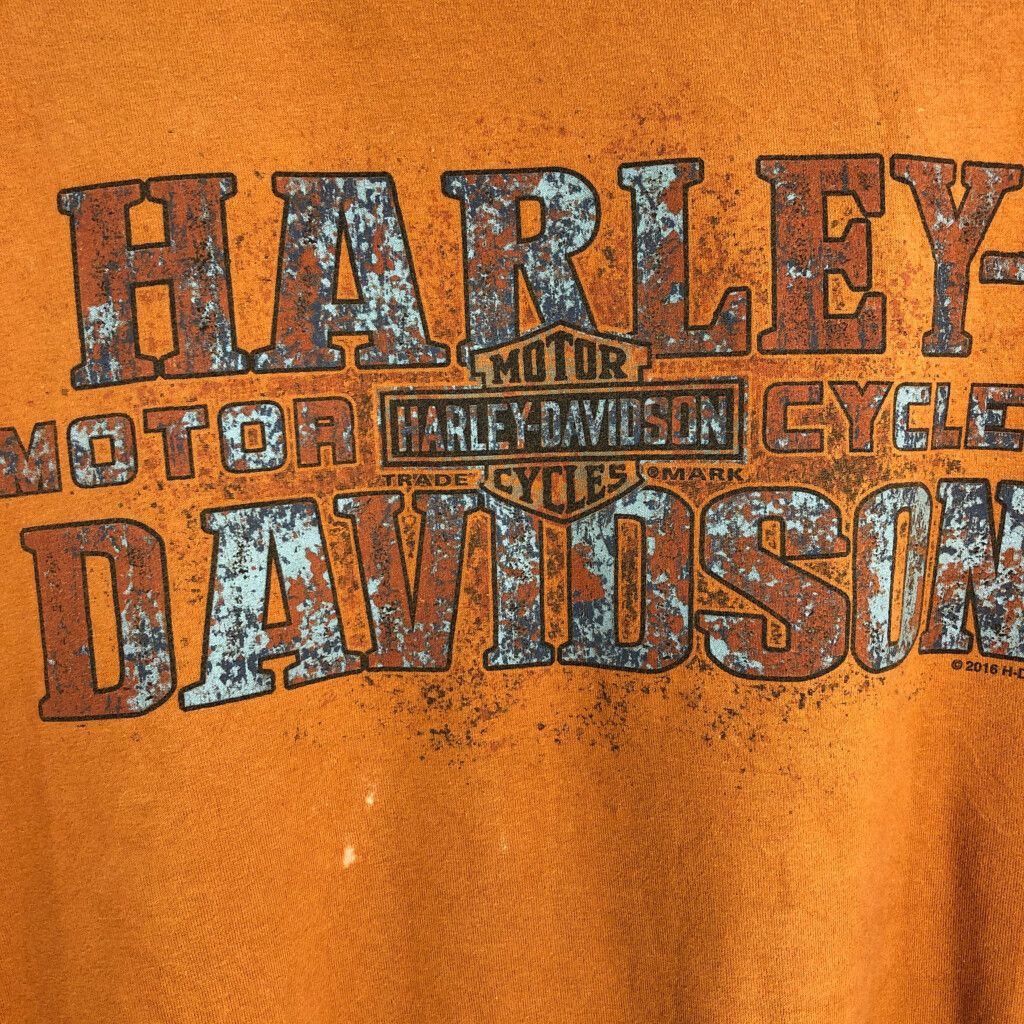 HARLEY-
MOTOR
MOTOR
HARLEY-DAVIDSON
CYCLE
TRADE ®MARK
CYCLES
DAVIDSON
© 2016 H-D